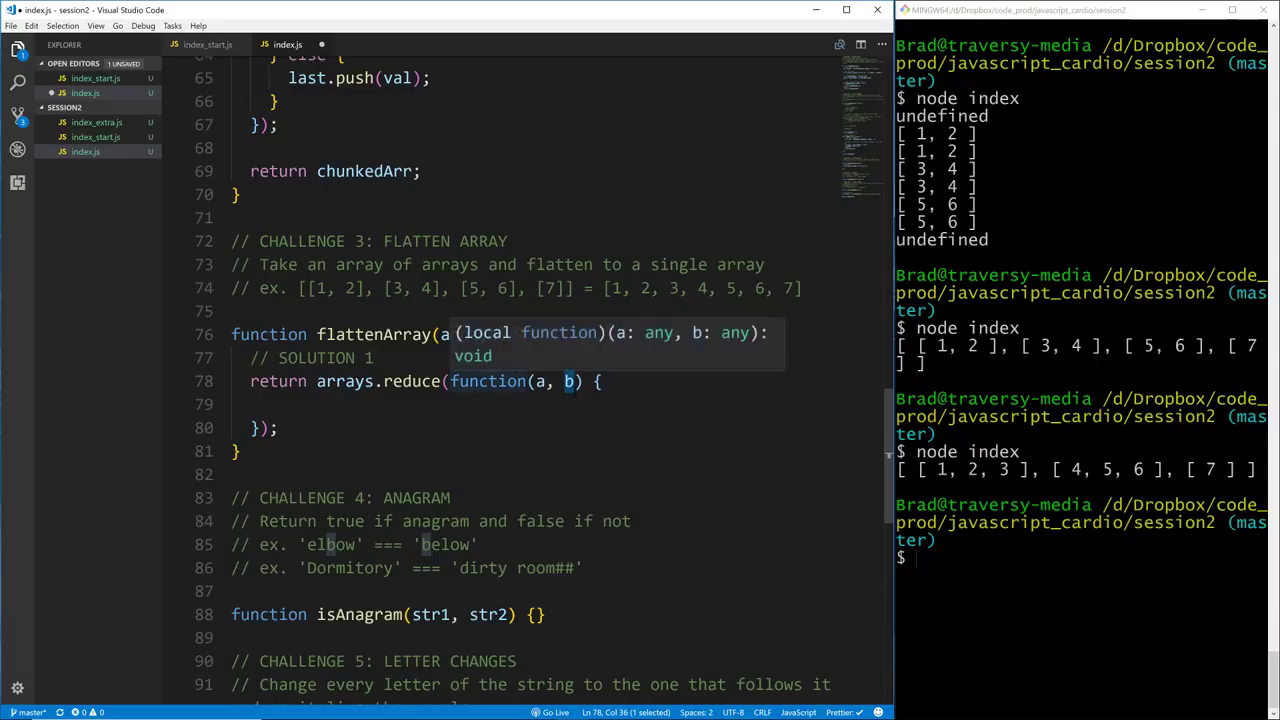 index.js - session2 - Visual Studio Code
File Edit Selection View Go Debug Tasks Help
EXPLORER
OPEN EDITORS 1 UNSAVED
index_start.js U
index.js U
SESSION2
index_extra.js U
index_start.js U
index.js U
index_start.js index.js
64 } else {
65 last.push(val);
66 }
67 });
68
69 return chunkedArr;
70 }
71
72 // CHALLENGE 3: FLATTEN ARRAY
73 // Take an array of arrays and flatten to a single array
74 // ex. [[1, 2], [3, 4], [5, 6], [7]] = [1, 2, 3, 4, 5, 6, 7]
75
76 function flattenArray(a
(local function)(a: any, b: any):
void
77 // SOLUTION 1
78 return arrays.reduce(function(a, b) {
79
80 });
81 }
82
83 // CHALLENGE 4: ANAGRAM
84 // Return true if anagram and false if not
85 // ex. 'elbow' === 'below'
86 // ex. 'Dormitory' === 'dirty room##'
87
88 function isAnagram(str1, str2) {}
89
90 // CHALLENGE 5: LETTER CHANGES
91 // Change every letter of the string to the one that follows it
master* 0 0 Go Live Ln 78, Col 36 (1 selected) Spaces: 2 UTF-8 CRLF JavaScript Prettier: ✓
MINGW64:/d/Dropbox/code_prod/javascript_cardio/session2
Brad@traversy-media /d/Dropbox/code_
prod/javascript_cardio/session2 (mas
ter)
$ node index
undefined
[ 1, 2 ]
[ 1, 2 ]
[ 3, 4 ]
[ 3, 4 ]
[ 5, 6 ]
[ 5, 6 ]
undefined
Brad@traversy-media /d/Dropbox/code_
prod/javascript_cardio/session2 (mas
ter)
$ node index
[ [ 1, 2 ], [ 3, 4 ], [ 5, 6 ], [ 7
] ]
Brad@traversy-media /d/Dropbox/code_
prod/javascript_cardio/session2 (mas
ter)
$ node index
[ [ 1, 2, 3 ], [ 4, 5, 6 ], [ 7 ] ]
Brad@traversy-media /d/Dropbox/code_
prod/javascript_cardio/session2 (mas
ter)
$